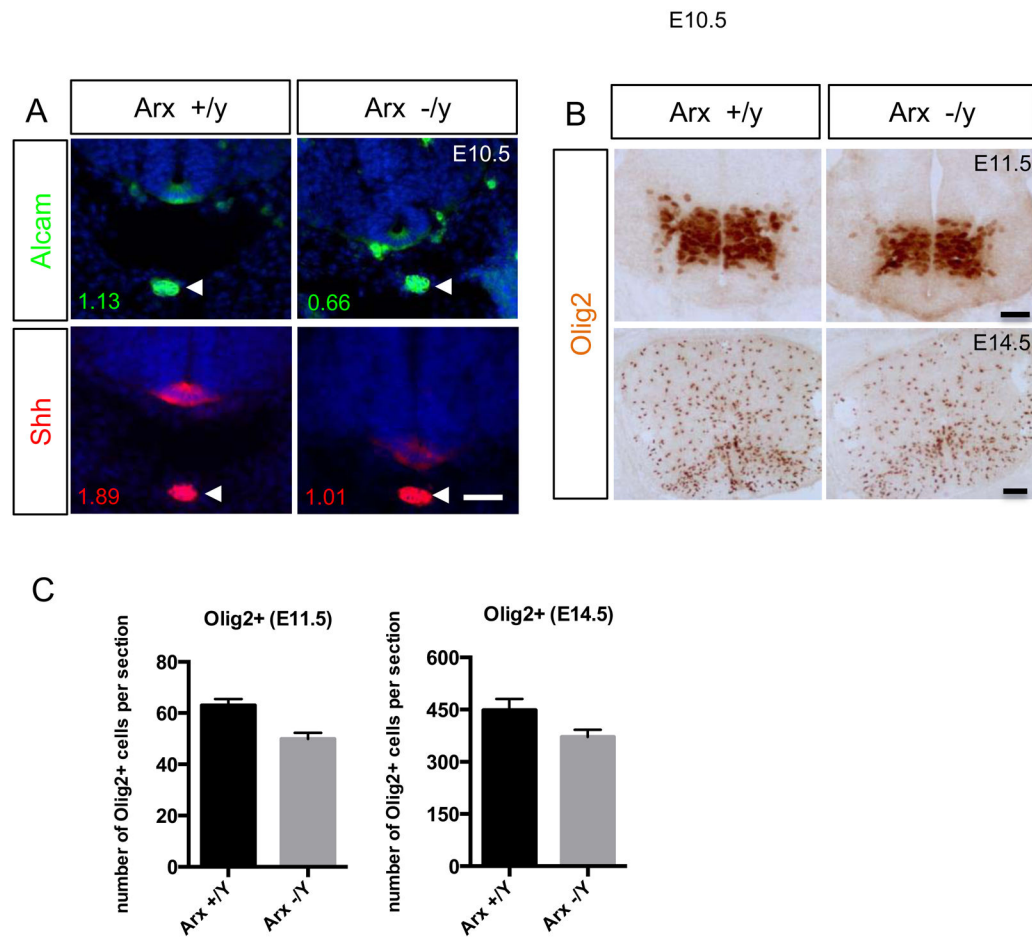 E10.5
A
Arx +/y
Arx -/y
Alcam
E10.5
1.13
0.66
Shh
1.89
1.01
B
Arx +/y
Arx -/y
Olig2
E11.5
E14.5
C
Olig2+ (E11.5)
number of Olig2+ cells per section
80
60
40
20
0
Arx +/Y
Arx -/Y
Olig2+ (E14.5)
number of Olig2+ cells per section
600
450
300
150
0
Arx +/Y
Arx -/Y